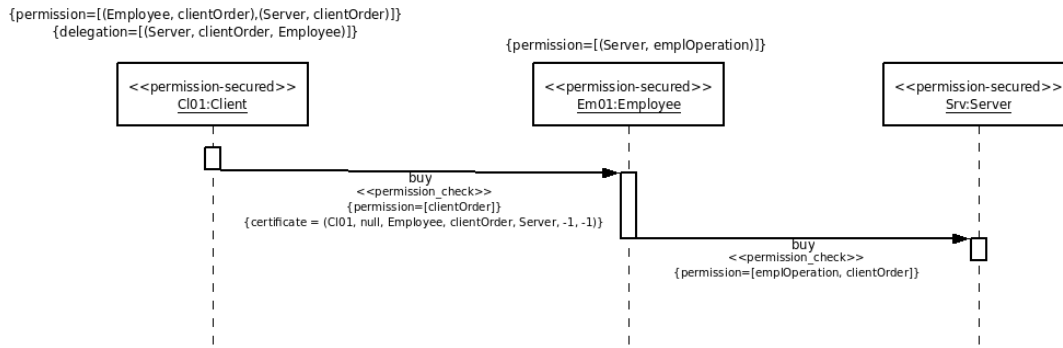 {permission=[(Employee, clientOrder),(Server, clientOrder)]}
{delegation=[(Server, clientOrder, Employee)]}
{permission=[(Server, emplOperation)]}
<<permission-secured>>
Cl01:Client
<<permission-secured>>
Em01:Employee
<<permission-secured>>
Srv:Server
buy
<<permission_check>>
{permission=[clientOrder]}
{certificate = (Cl01, null, Employee, clientOrder, Server, -1, -1)}
buy
<<permission_check>>
{permission=[emplOperation, clientOrder]}